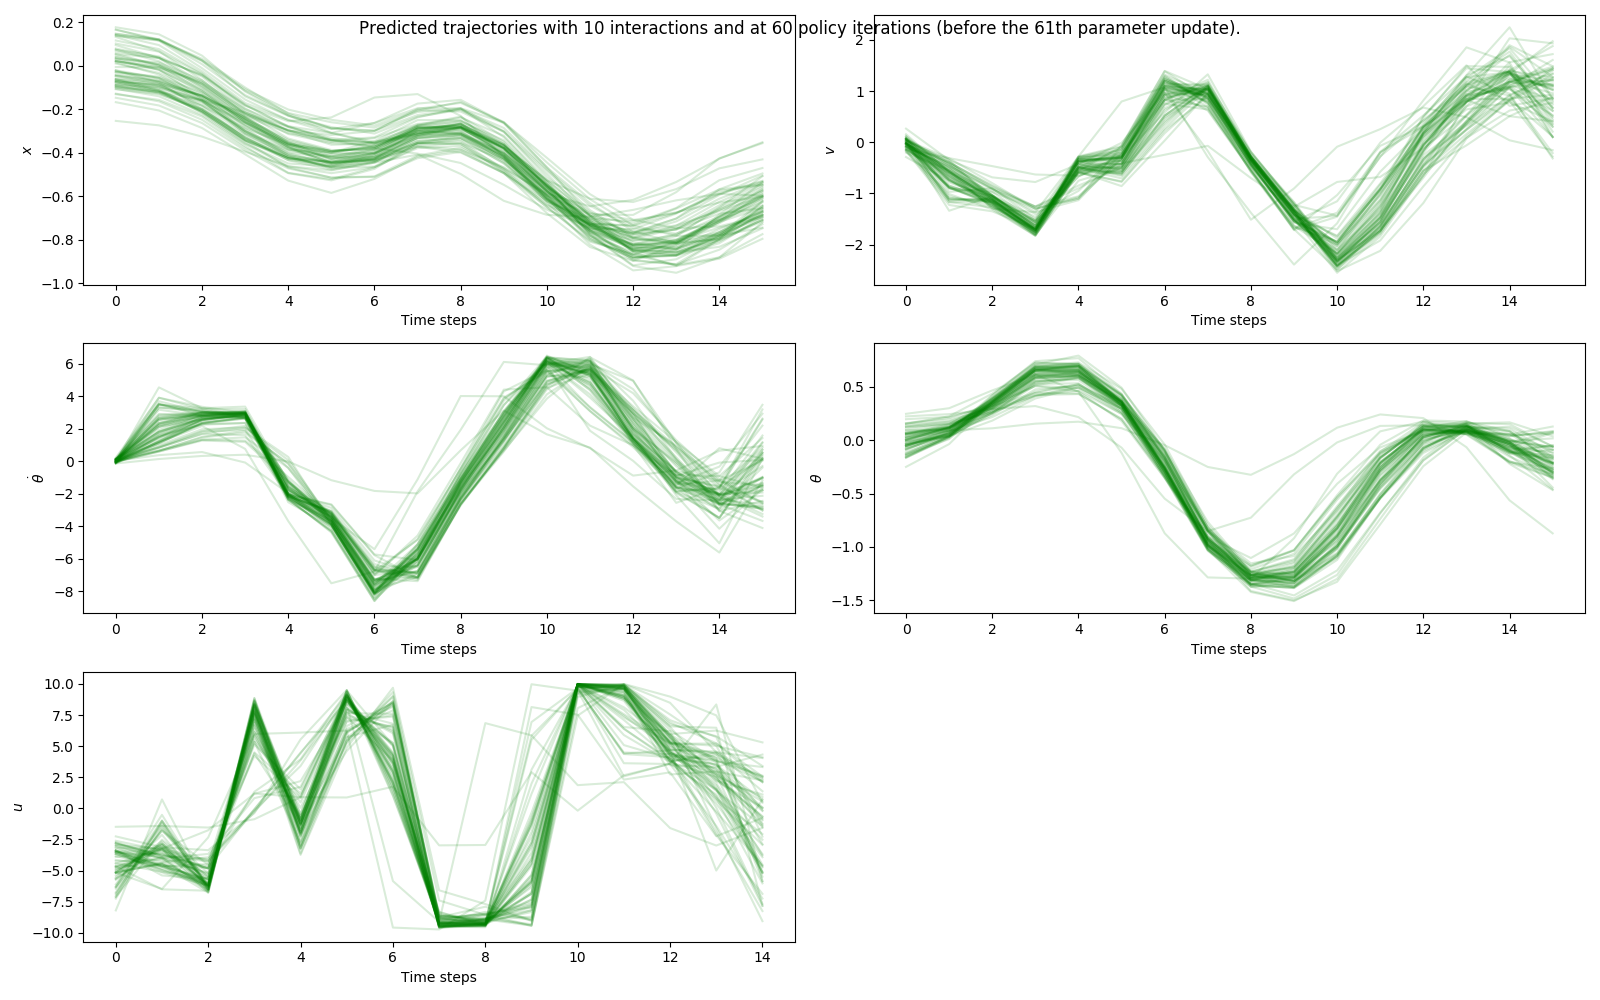 Predicted trajectories with 10 interactions and at 60 policy iterations (before the 61th parameter update).
0.2
0.0
−0.2
−0.4
−0.6
−0.8
−1.0
x
0 2 4 6 8 10 12 14
Time steps
2
1
0
−1
−2
v
0 2 4 6 8 10 12 14
Time steps
6
4
2
0
−2
−4
−6
−8
θ̇
0 2 4 6 8 10 12 14
Time steps
0.5
0.0
−0.5
−1.0
−1.5
θ
0 2 4 6 8 10 12 14
Time steps
10.0
7.5
5.0
2.5
0.0
−2.5
−5.0
−7.5
−10.0
u
0 2 4 6 8 10 12 14
Time steps